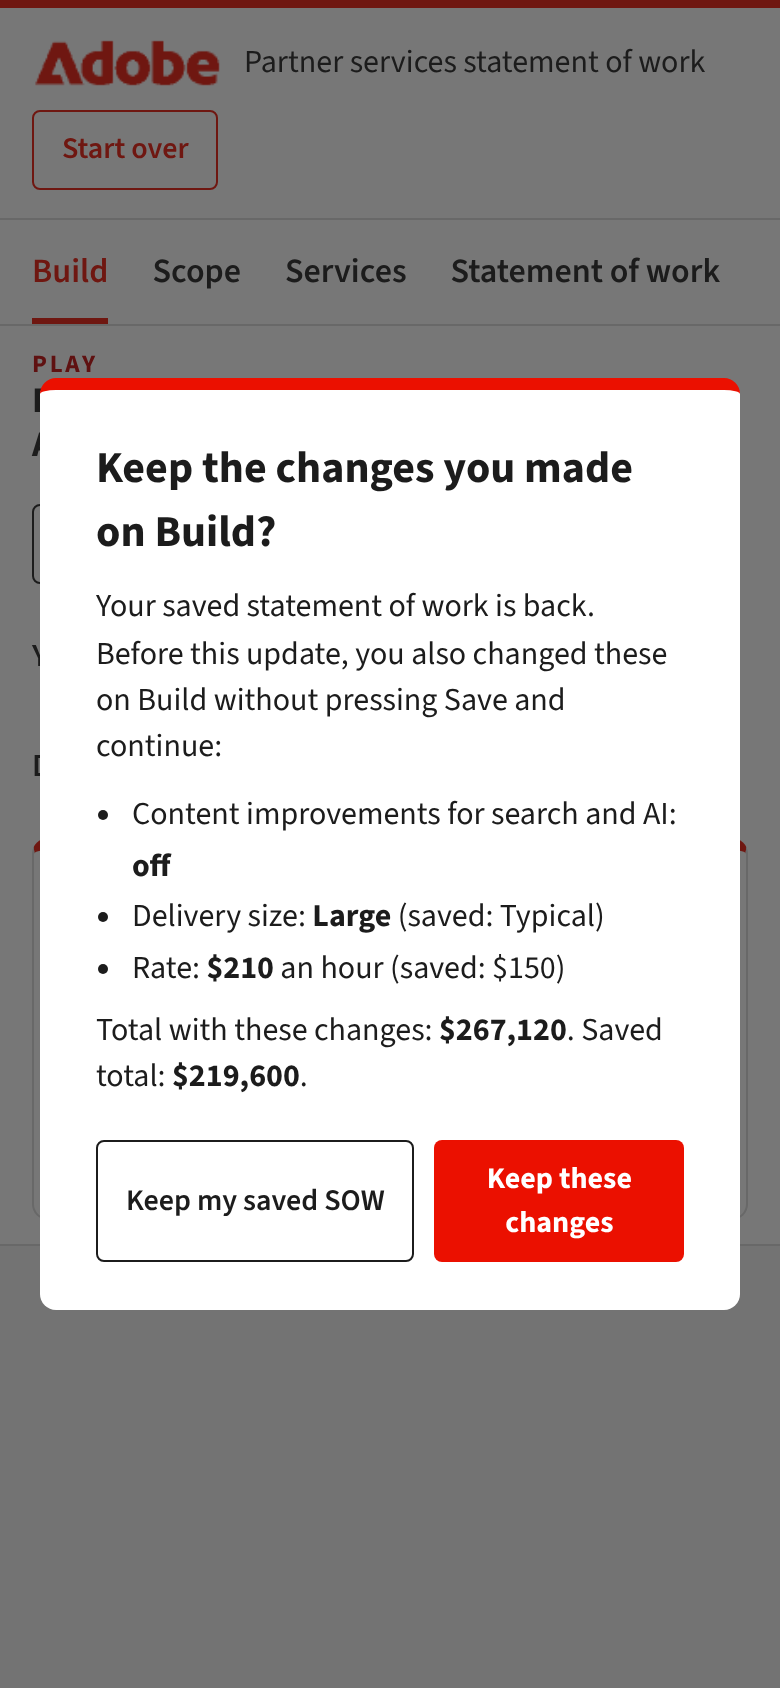 Adobe Partner services statement of work
Start over
Build Scope Services Statement of work
PLAY
Keep the changes you made
on Build?
Your saved statement of work is back.
Before this update, you also changed these
on Build without pressing Save and
continue:
• Content improvements for search and AI:
off
• Delivery size: Large (saved: Typical)
• Rate: $210 an hour (saved: $150)
Total with these changes: $267,120. Saved
total: $219,600.
Keep my saved SOW
Keep these
changes